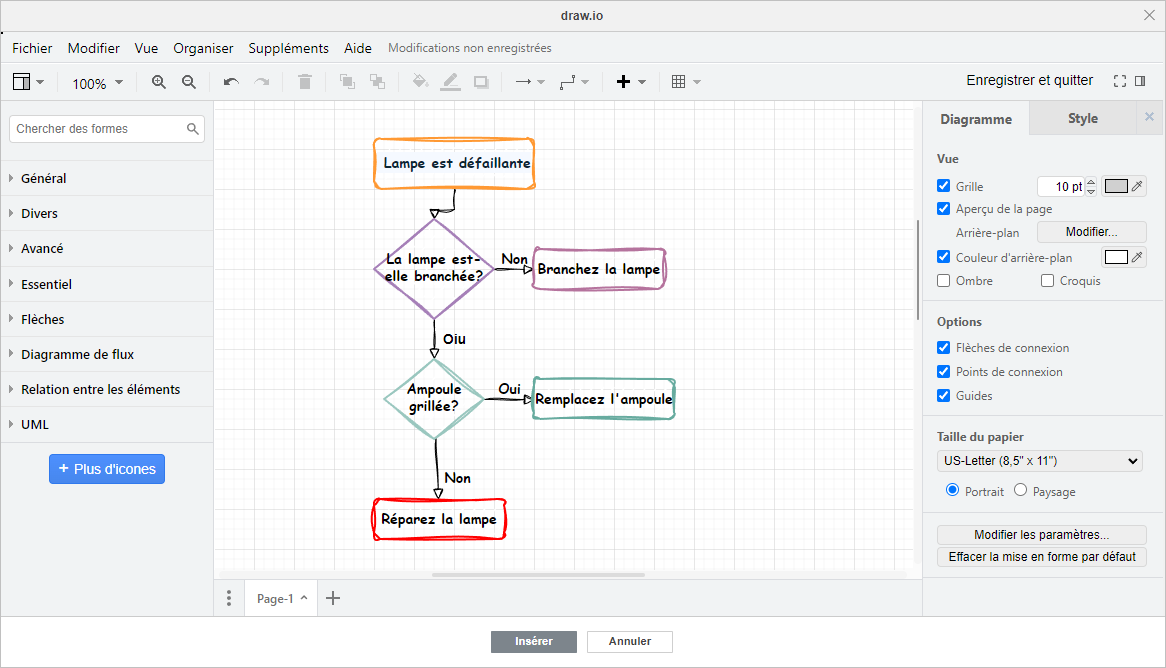 draw.io
Fichier Modifier Vue Organiser Suppléments Aide Modifications non enregistrées
100% Enregistrer et quitter
Chercher des formes
Général
Divers
Avancé
Essentiel
Flèches
Diagramme de flux
Relation entre les éléments
UML
+ Plus d'icones
Lampe est défaillante
La lampe est-
elle branchée?
Non
Branchez la lampe
Oiu
Ampoule
grillée?
Oui
Remplacez l'ampoule
Non
Réparez la lampe
Diagramme Style
Vue
Grille 10 pt
Aperçu de la page
Arrière-plan Modifier...
Couleur d'arrière-plan
Ombre Croquis
Options
Flèches de connexion
Points de connexion
Guides
Taille du papier
US-Letter (8,5" x 11")
Portrait Paysage
Modifier les paramètres...
Effacer la mise en forme par défaut
Page-1
Insérer Annuler